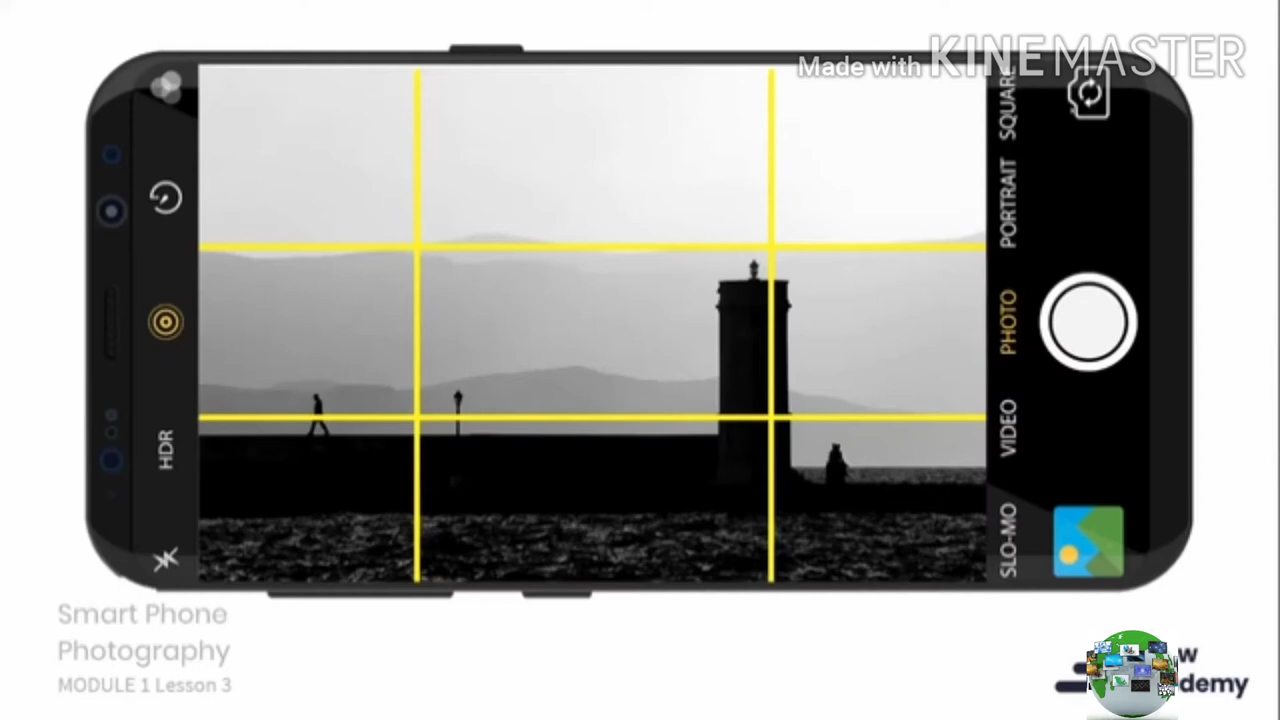 Made with KINEMASTER
SQUARE
PORTRAIT
PHOTO
VIDEO
SLO-MO
HDR
Smart Phone
Photography
MODULE 1 Lesson 3